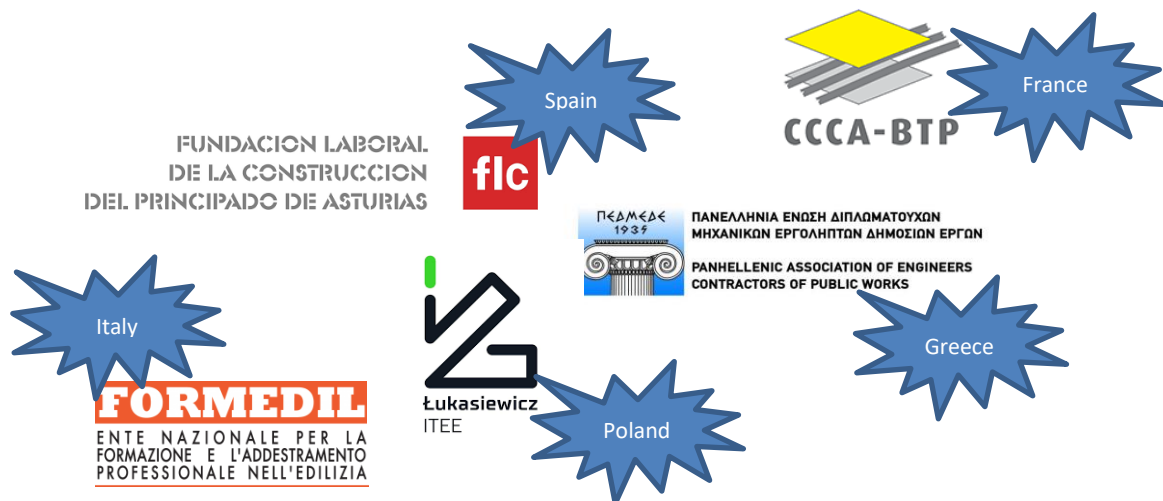 Spain
France
CCCA-BTP
FUNDACION LABORAL
DE LA CONSTRUCCION
DEL PRINCIPADO DE ASTURIAS
flc
ΠΕΔΜΕΔΕ
1935
ΠΑΝΕΛΛΗΝΙΑ ΕΝΩΣΗ ΔΙΠΛΩΜΑΤΟΥΧΩΝ
ΜΗΧΑΝΙΚΩΝ ΕΡΓΟΛΗΠΤΩΝ ΔΗΜΟΣΙΩΝ ΕΡΓΩΝ
PANHELLENIC ASSOCIATION OF ENGINEERS
CONTRACTORS OF PUBLIC WORKS
Italy
Greece
FORMEDIL
ENTE NAZIONALE PER LA
FORMAZIONE E L'ADDESTRAMENTO
PROFESSIONALE NELL'EDILIZIA
Łukasiewicz
ITEE
Poland